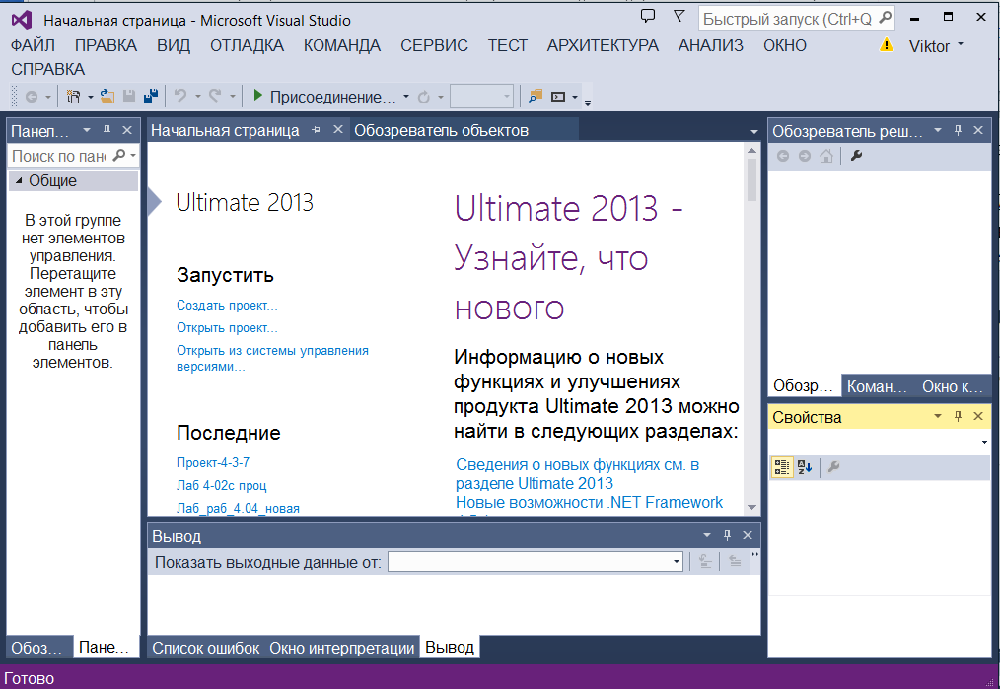 Начальная страница - Microsoft Visual Studio
Быстрый запуск (Ctrl+Q
ФАЙЛ ПРАВКА ВИД ОТЛАДКА КОМАНДА СЕРВИС ТЕСТ АРХИТЕКТУРА АНАЛИЗ ОКНО
Viktor
СПРАВКА
Присоединение...
Панел...
Поиск по пан
Общие
В этой группе
нет элементов
управления.
Перетащите
элемент в эту
область, чтобы
добавить его в
панель
элементов.
Обоз...
Пане...
Начальная страница
Обозреватель объектов
Ultimate 2013
Запустить
Создать проект...
Открыть проект...
Открыть из системы управления
версиями...
Последние
Проект-4-3-7
Лаб 4-02с проц
Лаб_раб_4.04_новая
Ultimate 2013 -
Узнайте, что
нового
Информацию о новых
функциях и улучшениях
продукта Ultimate 2013 можно
найти в следующих разделах:
Сведения о новых функциях см. в
разделе Ultimate 2013
Новые возможности .NET Framework
Вывод
Показать выходные данные от:
Список ошибок
Окно интерпретации
Вывод
Обозреватель реш...
Обозр...
Коман...
Окно к...
Свойства
Готово